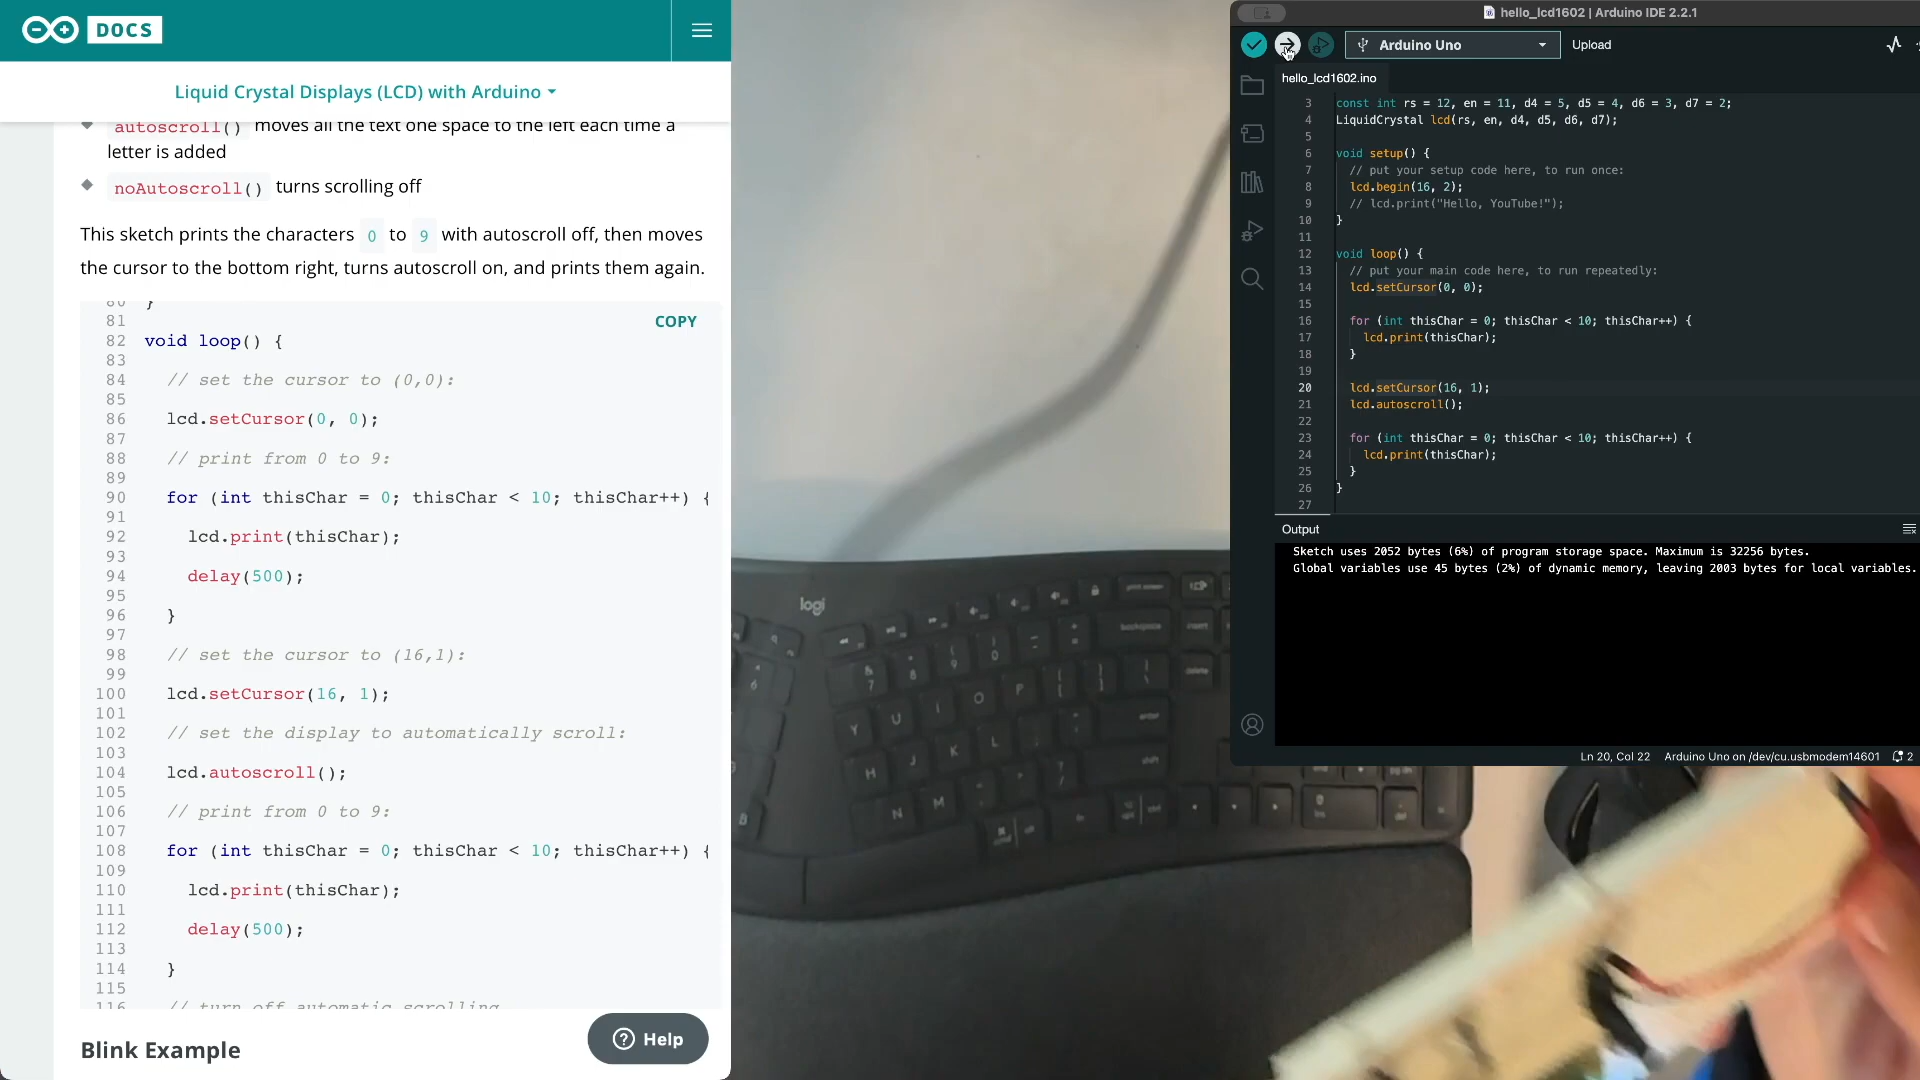 DOCS
Liquid Crystal Displays (LCD) with Arduino
autoscroll() moves all the text one space to the left each time a
letter is added
noAutoscroll() turns scrolling off
This sketch prints the characters 0 to 9 with autoscroll off, then moves
the cursor to the bottom right, turns autoscroll on, and prints them again.
80 }
81
COPY
82 void loop() {
83
84 // set the cursor to (0,0):
85
86 lcd.setCursor(0, 0);
87
88 // print from 0 to 9:
89
90 for (int thisChar = 0; thisChar < 10; thisChar++) {
91
92 lcd.print(thisChar);
93
94 delay(500);
95
96 }
97
98 // set the cursor to (16,1):
99
100 lcd.setCursor(16, 1);
101
102 // set the display to automatically scroll:
103
104 lcd.autoscroll();
105
106 // print from 0 to 9:
107
108 for (int thisChar = 0; thisChar < 10; thisChar++) {
109
110 lcd.print(thisChar);
111
112 delay(500);
113
114 }
115
116 // turn off automatic scrolling
Blink Example
Help
logi
hello_lcd1602 | Arduino IDE 2.2.1
Arduino Uno
Upload
hello_lcd1602.ino
3 const int rs = 12, en = 11, d4 = 5, d5 = 4, d6 = 3, d7 = 2;
4 LiquidCrystal lcd(rs, en, d4, d5, d6, d7);
5
6 void setup() {
7 // put your setup code here, to run once:
8 lcd.begin(16, 2);
9 // lcd.print("Hello, YouTube!");
10 }
11
12 void loop() {
13 // put your main code here, to run repeatedly:
14 lcd.setCursor(0, 0);
15
16 for (int thisChar = 0; thisChar < 10; thisChar++) {
17 lcd.print(thisChar);
18 }
19
20 lcd.setCursor(16, 1);
21 lcd.autoscroll();
22
23 for (int thisChar = 0; thisChar < 10; thisChar++) {
24 lcd.print(thisChar);
25 }
26 }
27
Output
Sketch uses 2052 bytes (6%) of program storage space. Maximum is 32256 bytes.
Global variables use 45 bytes (2%) of dynamic memory, leaving 2003 bytes for local variables.
Ln 20, Col 22 Arduino Uno on /dev/cu.usbmodem14601 2